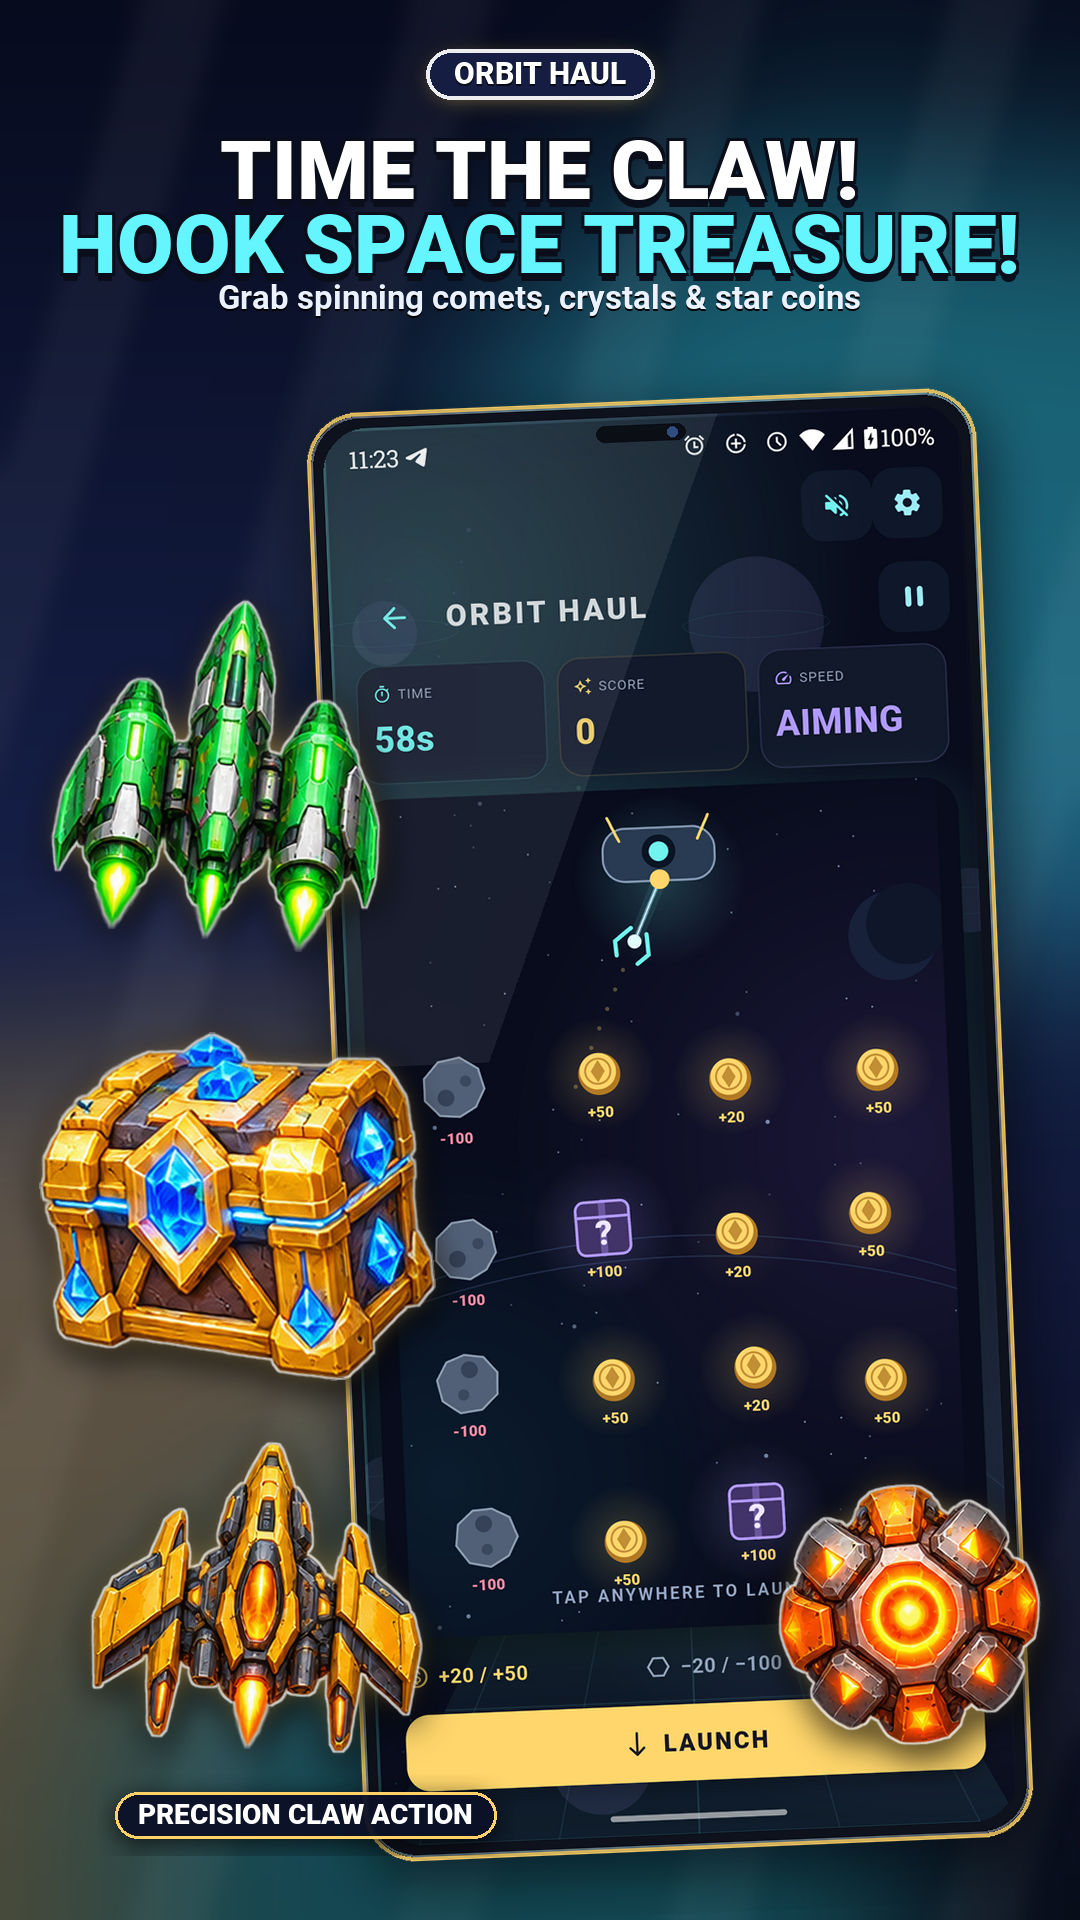 ORBIT HAUL
TIME THE CLAW!
HOOK SPACE TREASURE!
Grab spinning comets, crystals & star coins
11:23
100%
ORBIT HAUL
TIME
58s
SCORE
0
SPEED
AIMING
-100
+50
+20
+50
-100
+100
?
+20
+50
-100
+50
+20
+50
-100
+50
?
+100
TAP ANYWHERE TO
+20 / +50
−20 / −100
LAUNCH
PRECISION CLAW ACTION